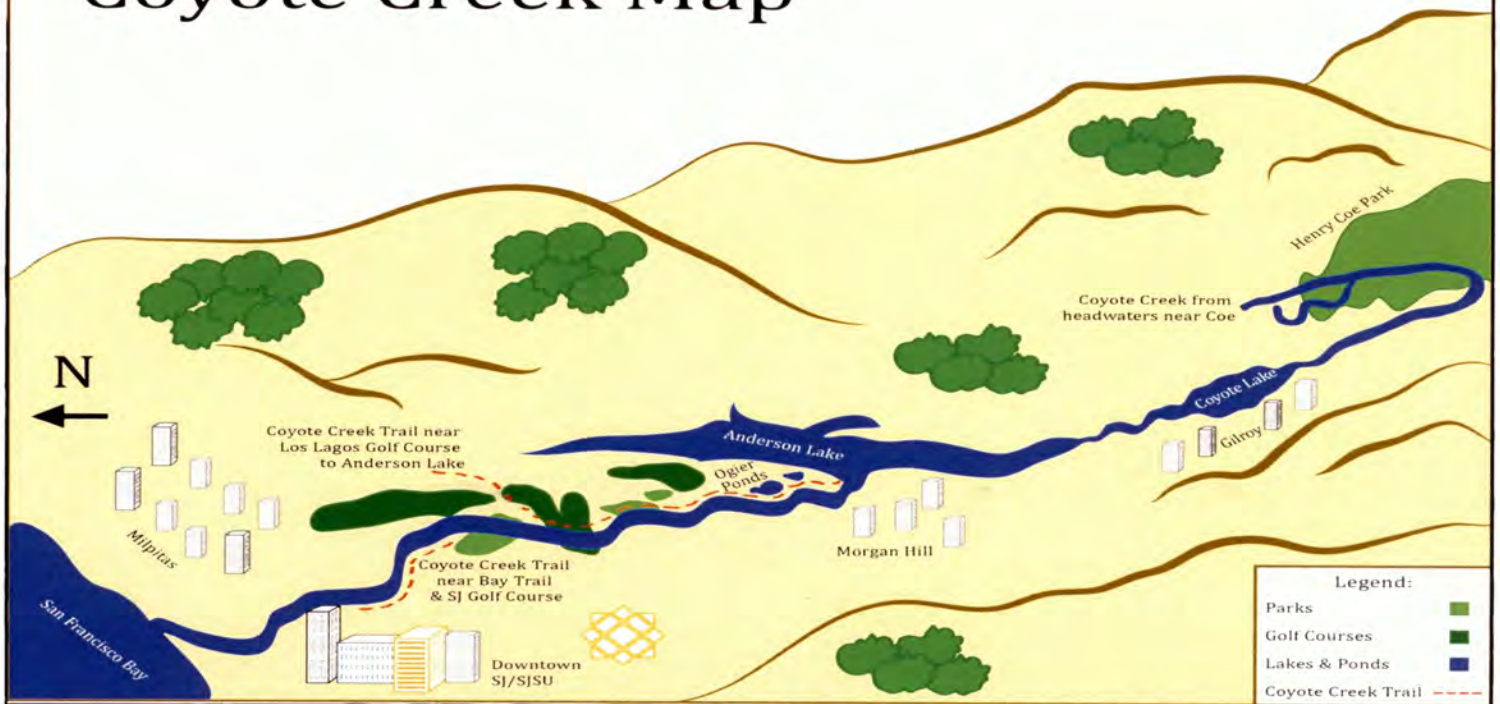 Coyote Creek Map
Henry Coe Park
Coyote Creek from
headwaters near Coe
N
Coyote Lake
Gilroy
Coyote Creek Trail near
Los Lagos Golf Course
to Anderson Lake
Anderson Lake
Ogier
Ponds
Milpitas
Morgan Hill
Coyote Creek Trail
near Bay Trail
& SJ Golf Course
San Francisco Bay
Downtown
SJ/SJSU
Legend:
Parks
Golf Courses
Lakes & Ponds
Coyote Creek Trail